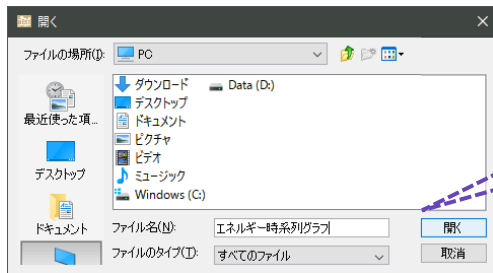 開く
ファイルの場所(I): PC
最近使った項...
デスクトップ
ドキュメント
ダウンロード Data (D:)
デスクトップ
ドキュメント
ピクチャ
ビデオ
ミュージック
Windows (C:)
ファイル名(N): エネルギー時系列グラフ 開く
ファイルのタイプ(T): すべてのファイル 取消